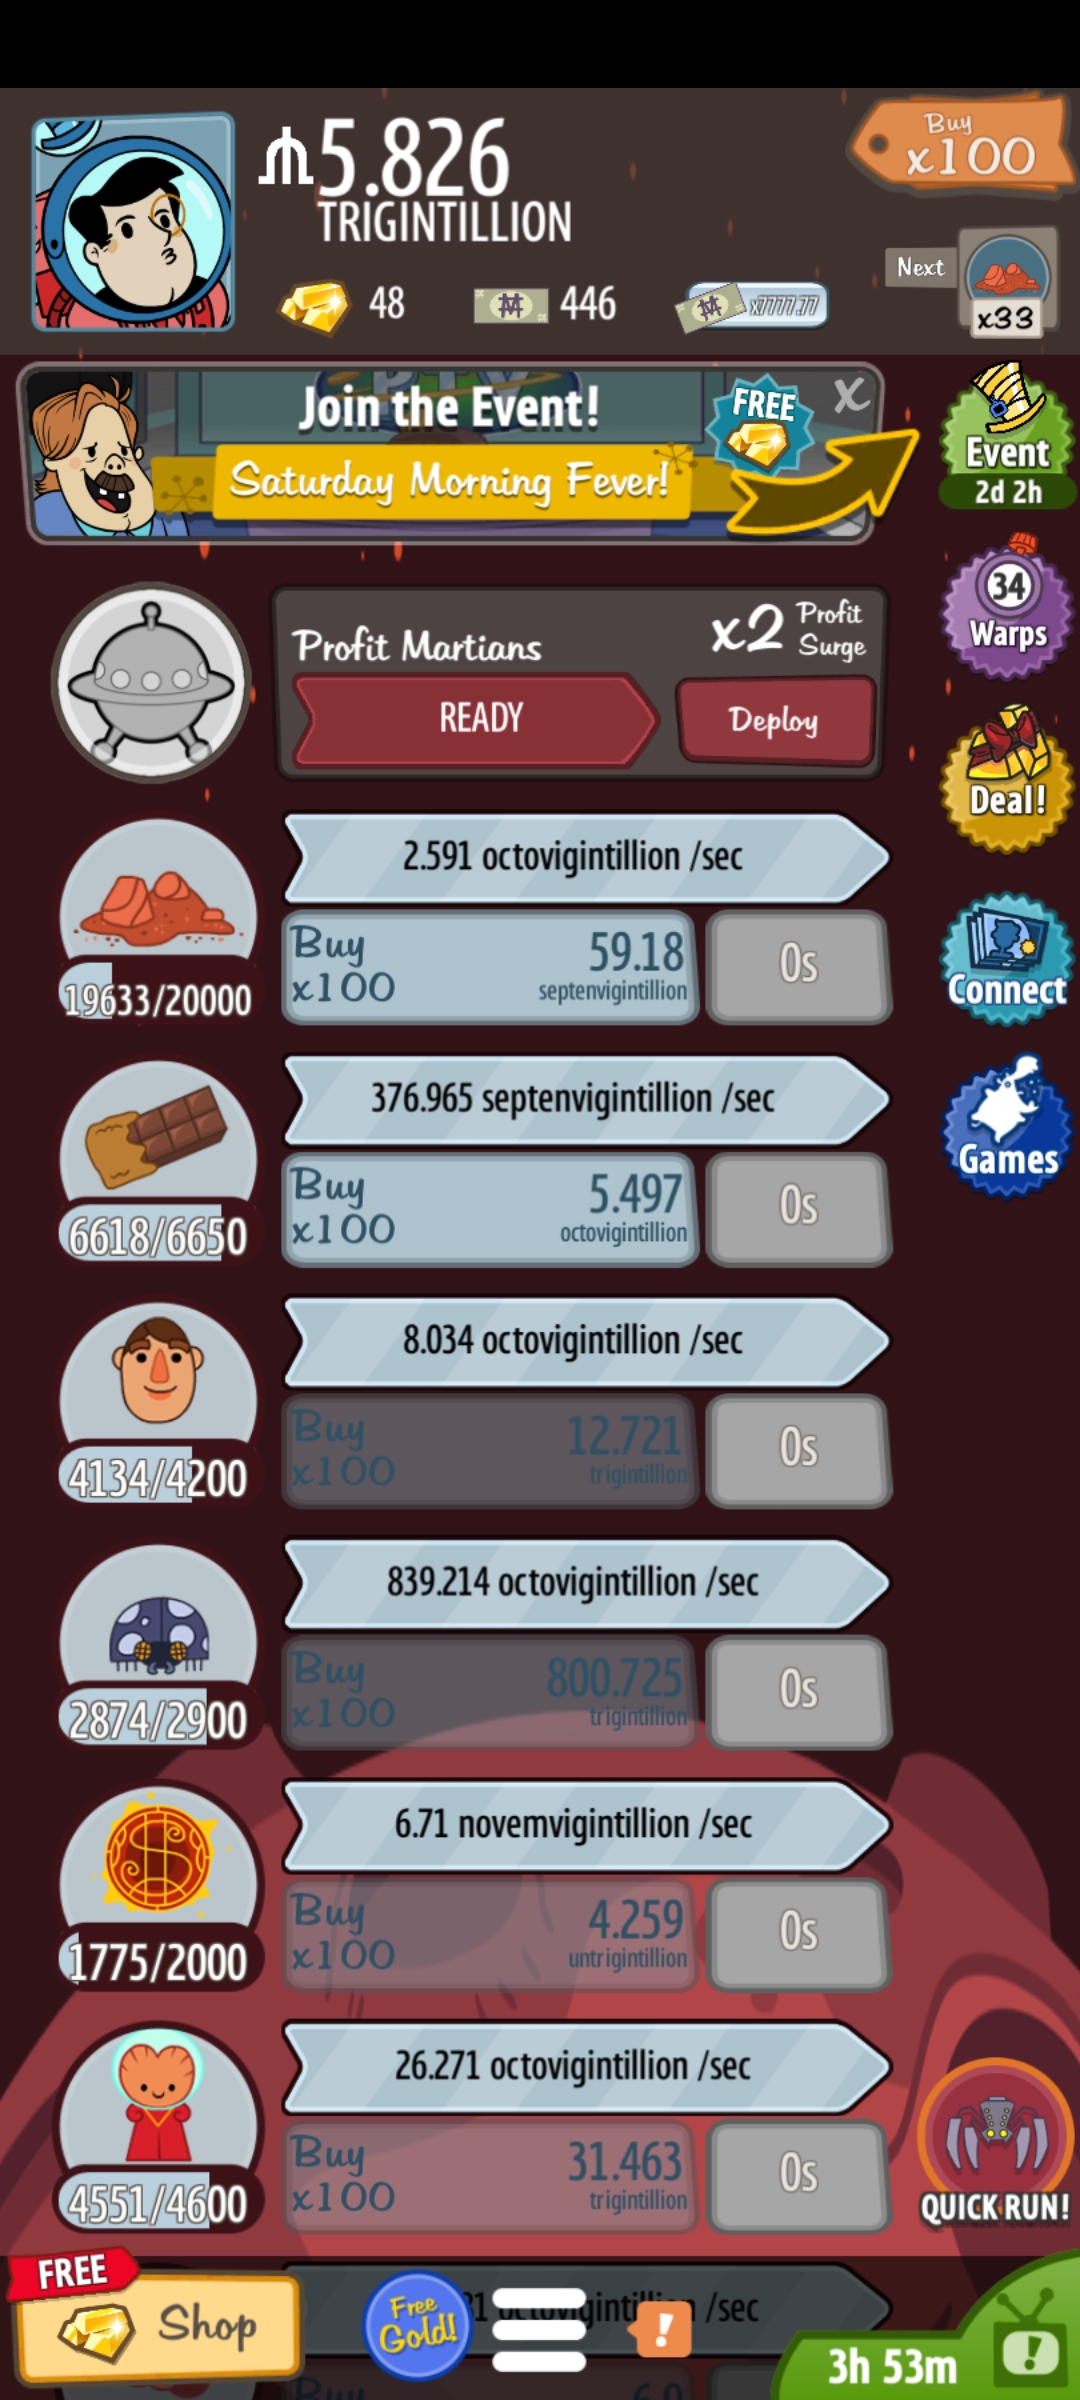 5.826
TRIGINTILLION
Buy
x100
48
446
x7777.77
Next
x33
Join the Event!
Saturday Morning Fever!
FREE
X
Event
2d 2h
34
Warps
Profit Martians
x2 Profit
Surge
READY
Deploy
Deal!
2.591 octovigintillion /sec
19633/20000
Buy
x100
59.18
septenvigintillion
0s
Connect
376.965 septenvigintillion /sec
6618/6650
Buy
x100
5.497
octovigintillion
0s
Games
8.034 octovigintillion /sec
4134/4200
Buy
x100
12.721
trigintillion
0s
839.214 octovigintillion /sec
2874/2900
Buy
x100
800.725
trigintillion
0s
6.71 novemvigintillion /sec
1775/2000
Buy
x100
4.259
untrigintillion
0s
26.271 octovigintillion /sec
4551/4600
Buy
x100
31.463
trigintillion
0s
QUICK RUN!
FREE
Shop
Free
Gold!
/sec
!
3h 53m
!
Buy